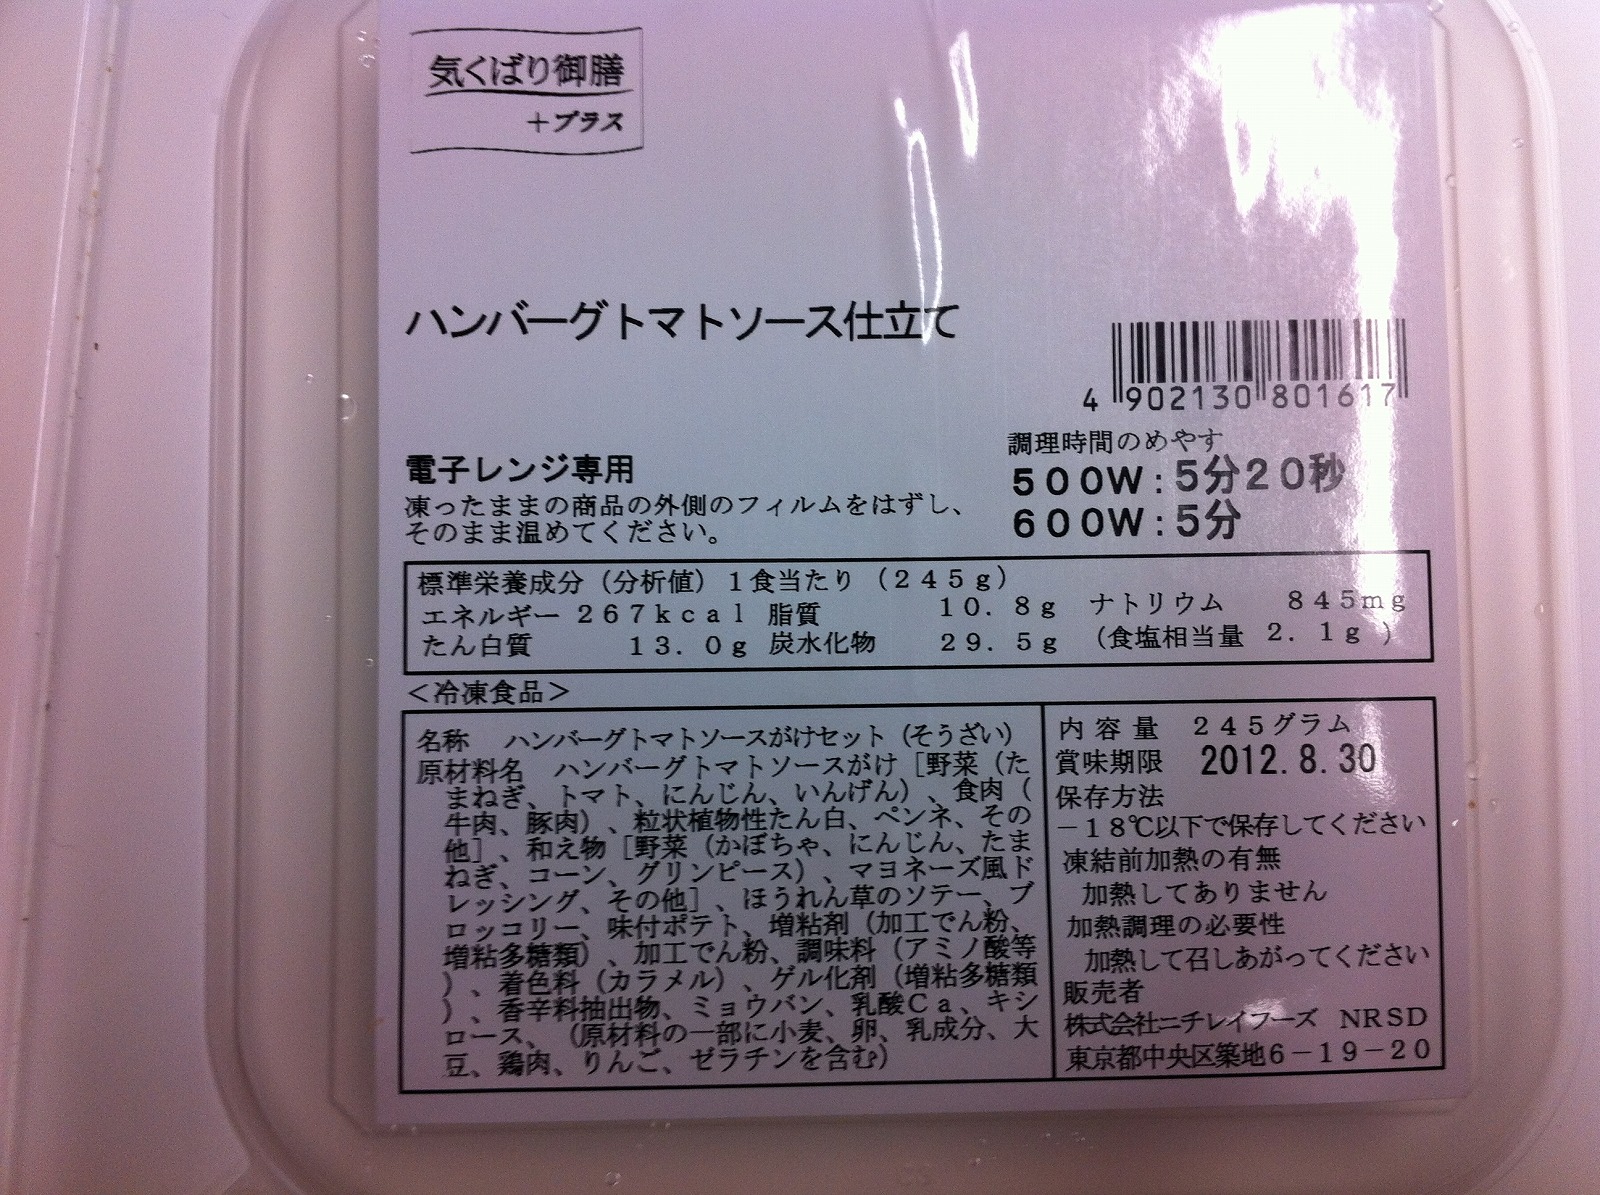 気くばり御膳
+プラス
ハンバーグトマトソース仕立て
4 902130 801617
電子レンジ専用
凍ったままの商品の外側のフィルムをはずし、
そのまま温めてください。
調理時間のめやす
500W:5分20秒
600W:5分
標準栄養成分(分析値)1食当たり(245g)
エネルギー 267kcal 脂質 10.8g ナトリウム 845mg
たん白質 13.0g 炭水化物 29.5g (食塩相当量 2.1g)
<冷凍食品>
名称 ハンバーグトマトソースがけセット(そうざい)
原材料名 ハンバーグトマトソースがけ[野菜(た
まねぎ、トマト、にんじん、いんげん)、食肉(
牛肉、豚肉)、粒状植物性たん白、ペンネ、その
他]、和え物[野菜(かぼちゃ、にんじん、たま
ねぎ、コーン、グリンピース)、マヨネーズ風ド
レッシング、その他]、ほうれん草のソテー、ブ
ロッコリー、味付ポテト、増粘剤(加工でん粉、
増粘多糖類)、加工でん粉、調味料(アミノ酸等
)、着色料(カラメル)、ゲル化剤(増粘多糖類
)、香辛料抽出物、ミョウバン、乳酸Ca、キシ
ロース、(原材料の一部に小麦、卵、乳成分、大
豆、鶏肉、りんご、ゼラチンを含む)
内容量 245グラム
賞味期限 2012.8.30
保存方法
-18℃以下で保存してください
凍結前加熱の有無
加熱してありません
加熱調理の必要性
加熱して召しあがってください
販売者
株式会社ニチレイフーズ NRSD
東京都中央区築地6-19-20